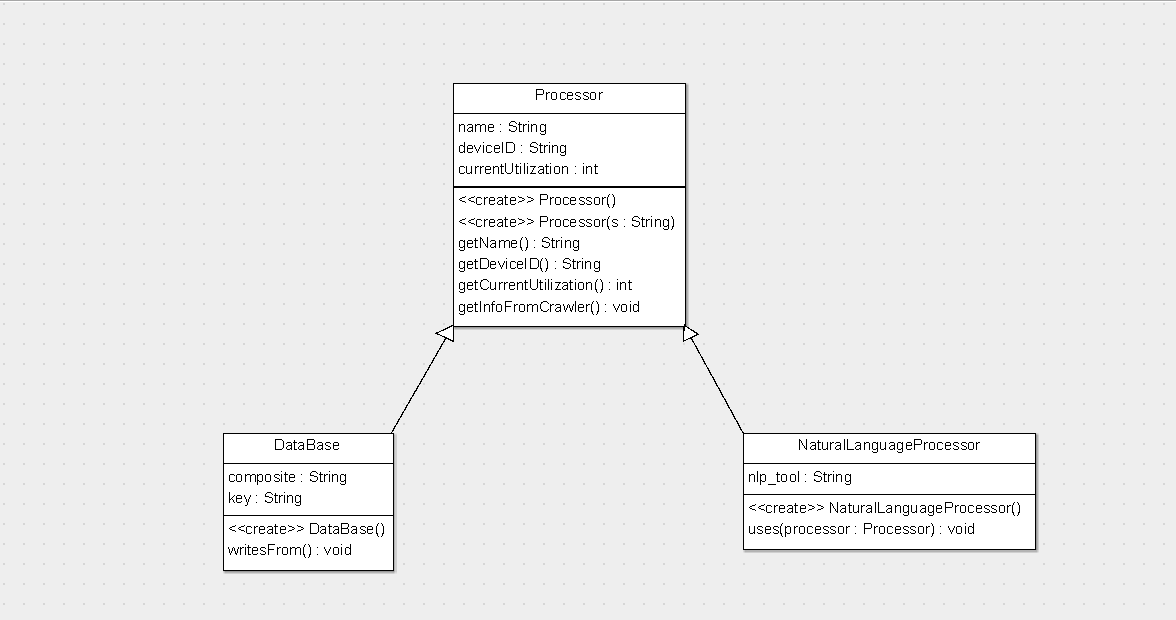 Processor
name : String
deviceID : String
currentUtilization : int
<<create>> Processor()
<<create>> Processor(s : String)
getName() : String
getDeviceID() : String
getCurrentUtilization() : int
getInfoFromCrawler() : void
DataBase
composite : String
key : String
<<create>> DataBase()
writesFrom() : void
NaturalLanguageProcessor
nlp_tool : String
<<create>> NaturalLanguageProcessor()
uses(processor : Processor) : void